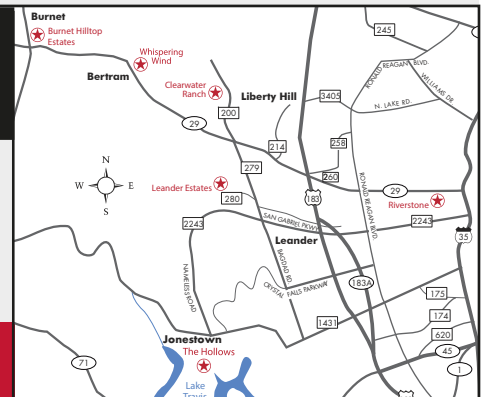 Burnet
Burnet Hilltop
Estates
Whispering
Wind
Bertram
Clearwater
Ranch
Liberty Hill
245
RONALD REAGAN BLVD.
WILLIAMS DR
3405
N. LAKE RD.
200
29
214
258
279
260
RONALD REAGAN BLVD.
N
W
E
S
Leander Estates
280
183
29
Riverstone
2243
SAN GABRIEL PKWY
2243
35
Leander
NAMELESS ROAD
BAGDAD RD.
CRYSTAL FALLS PARKWAY
183A
175
174
1431
620
Jonestown
The Hollows
45
71
1
Lake
Travis